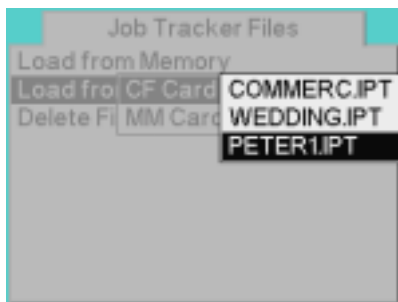 Job Tracker Files
Load from Memory
Load fro CF Card COMMERC.IPT
Delete Fi MM Card WEDDING.IPT
PETER1.IPT